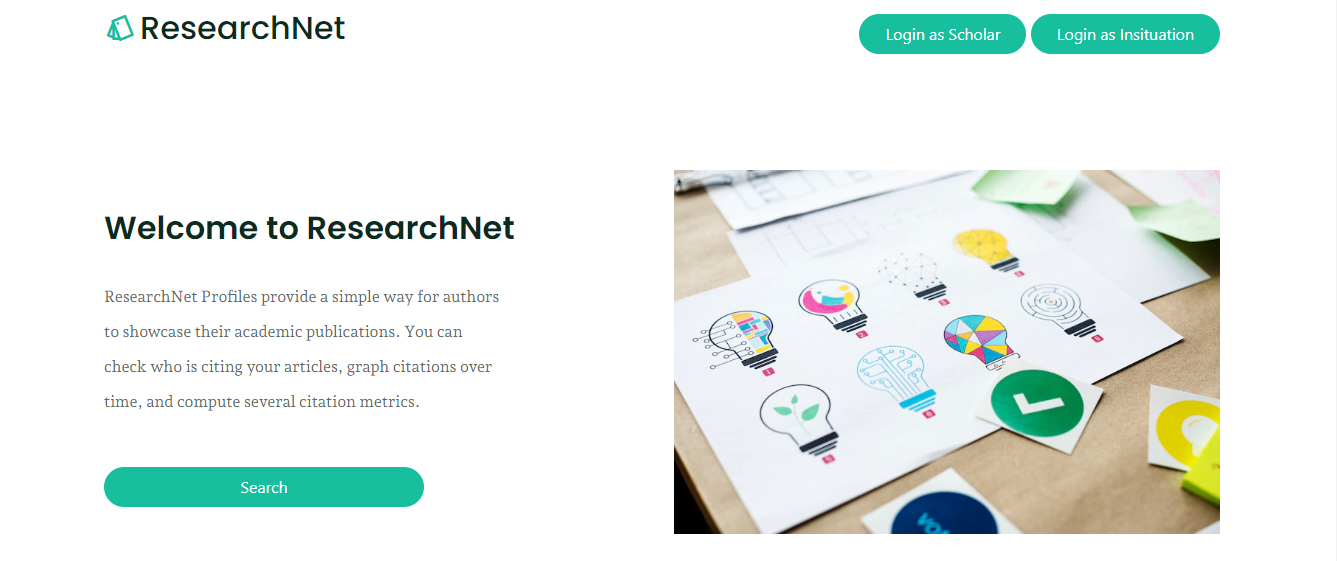 ResearchNet
Login as Scholar
Login as Insituation
Welcome to ResearchNet
ResearchNet Profiles provide a simple way for authors
to showcase their academic publications. You can
check who is citing your articles, graph citations over
time, and compute several citation metrics.
Search